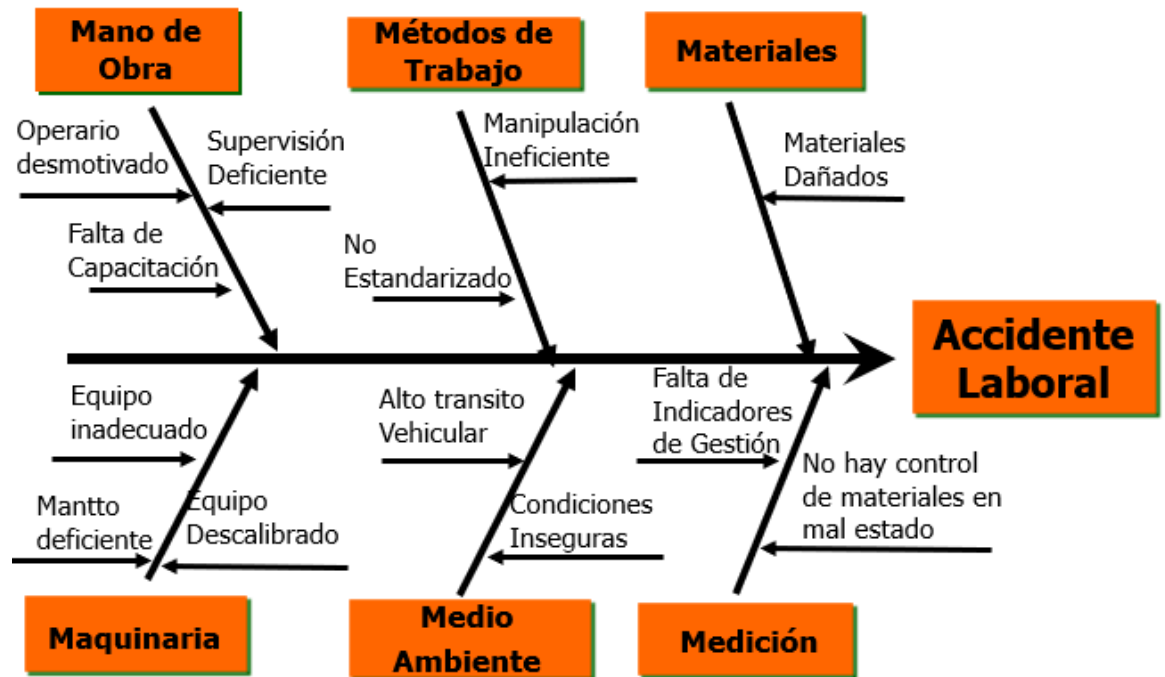 Mano de
Obra
Métodos de
Trabajo
Materiales
Operario
desmotivado
Supervisión
Deficiente
Falta de
Capacitación
Manipulación
Ineficiente
No
Estandarizado
Materiales
Dañados
Accidente
Laboral
Equipo
inadecuado
Mantto
deficiente
Equipo
Descalibrado
Alto transito
Vehicular
Condiciones
Inseguras
Falta de
Indicadores
de Gestión
No hay control
de materiales en
mal estado
Maquinaria
Medio
Ambiente
Medición